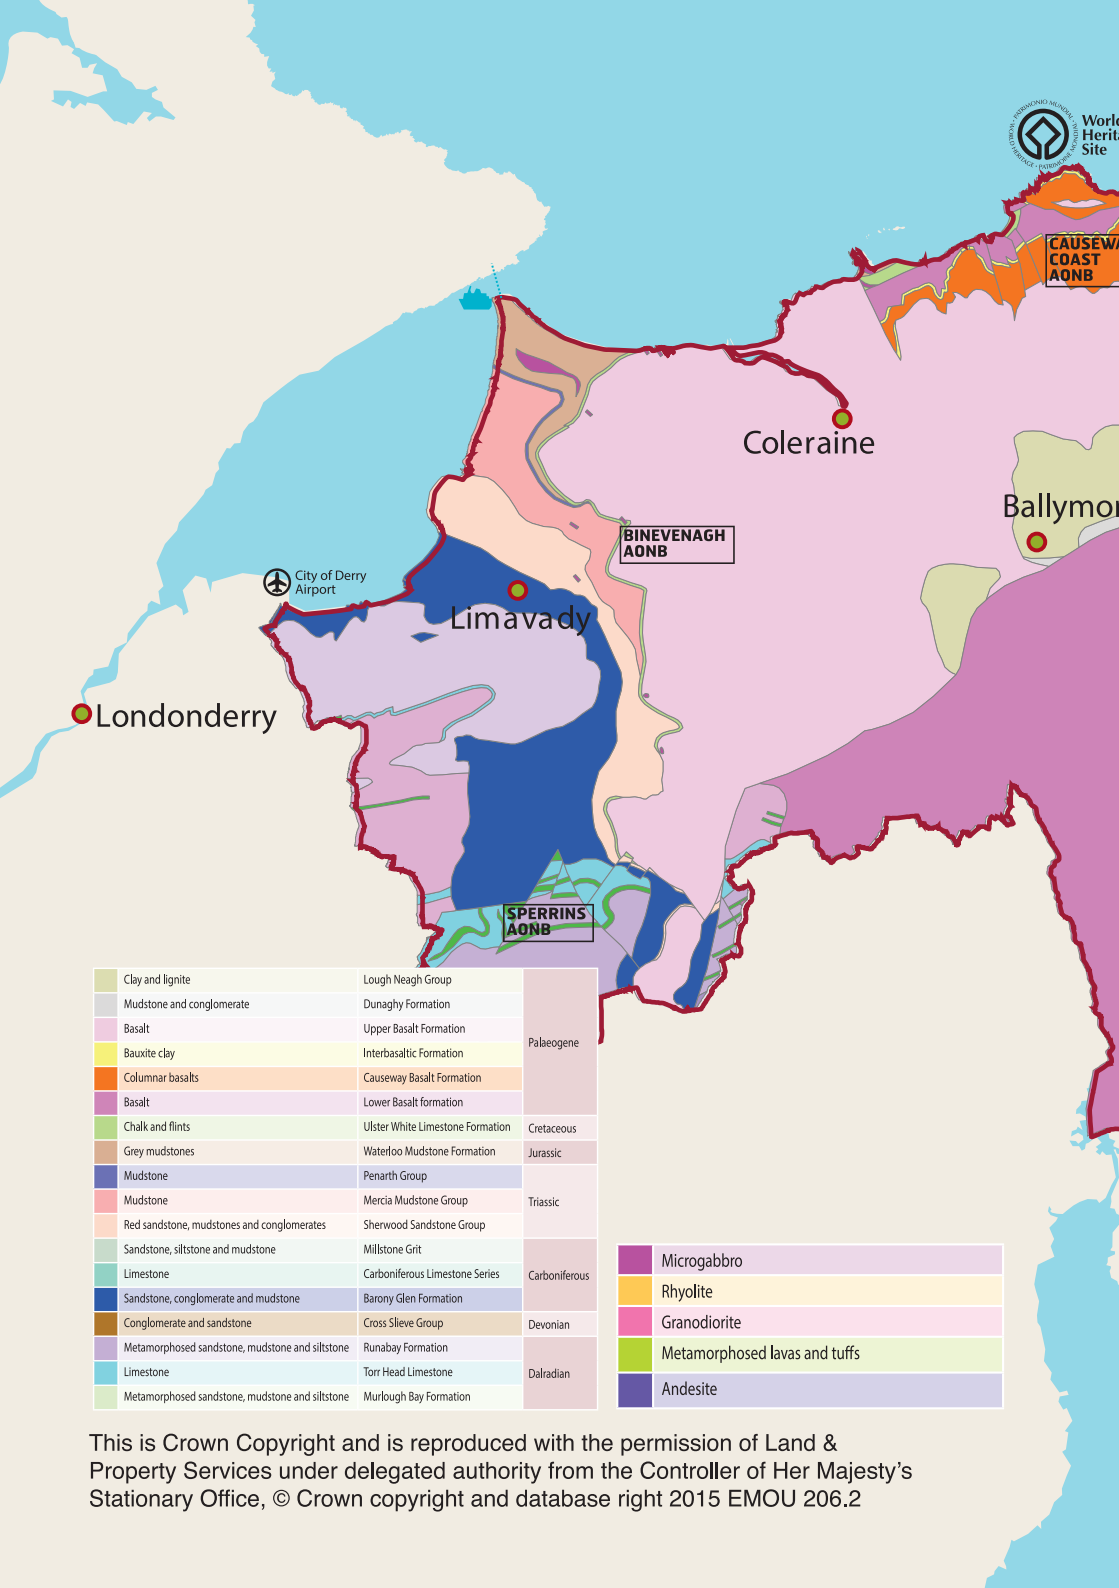 PATRIMONIO MUNDIAL • WORLD HERITAGE • PATRIMOINE MONDIAL
World
Herita
Site
CAUSEWA
COAST
AONB
Coleraine
Ballymon
BINEVENAGH
AONB
City of Derry
Airport
Limavady
Londonderry
SPERRINS
AONB
Clay and lignite Lough Neagh Group
Mudstone and conglomerate Dunaghy Formation
Basalt Upper Basalt Formation
Palaeogene
Bauxite clay Interbasaltic Formation
Columnar basalts Causeway Basalt Formation
Basalt Lower Basalt formation
Chalk and flints Ulster White Limestone Formation Cretaceous
Grey mudstones Waterloo Mudstone Formation Jurassic
Mudstone Penarth Group
Mudstone Mercia Mudstone Group Triassic
Red sandstone, mudstones and conglomerates Sherwood Sandstone Group
Sandstone, siltstone and mudstone Millstone Grit
Limestone Carboniferous Limestone Series Carboniferous
Sandstone, conglomerate and mudstone Barony Glen Formation
Conglomerate and sandstone Cross Slieve Group Devonian
Metamorphosed sandstone, mudstone and siltstone Runabay Formation
Limestone Torr Head Limestone Dalradian
Metamorphosed sandstone, mudstone and siltstone Murlough Bay Formation
Microgabbro
Rhyolite
Granodiorite
Metamorphosed lavas and tuffs
Andesite
This is Crown Copyright and is reproduced with the permission of Land &
Property Services under delegated authority from the Controller of Her Majesty's
Stationary Office, © Crown copyright and database right 2015 EMOU 206.2